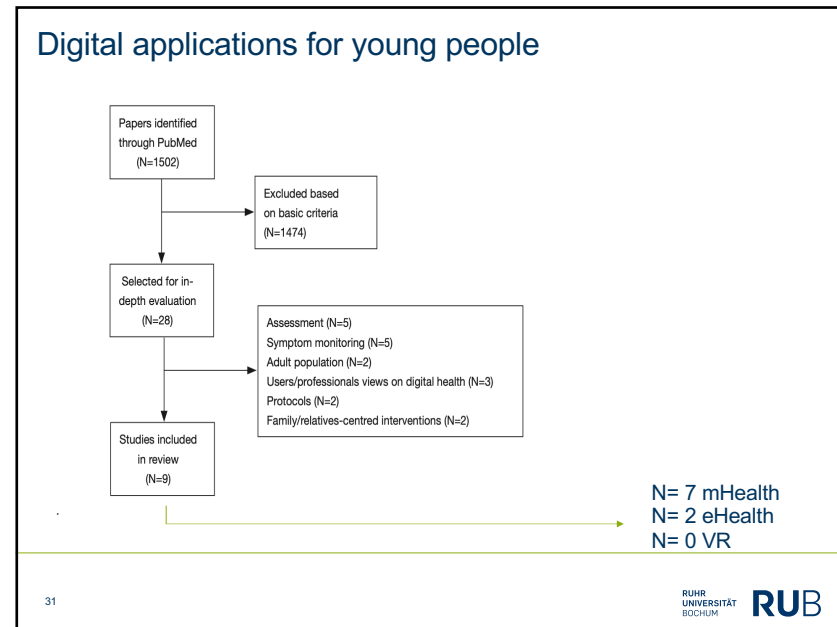 Digital applications for young people
Papers identified
through PubMed
(N=1502)
Excluded based
on basic criteria
(N=1474)
Selected for in-
depth evaluation
(N=28)
Assessment (N=5)
Symptom monitoring (N=5)
Adult population (N=2)
Users/professionals views on digital health (N=3)
Protocols (N=2)
Family/relatives-centred interventions (N=2)
Studies included
in review
(N=9)
.
N= 7 mHealth
N= 2 eHealth
N= 0 VR
31
RUHR
UNIVERSITÄT
BOCHUM
RUB